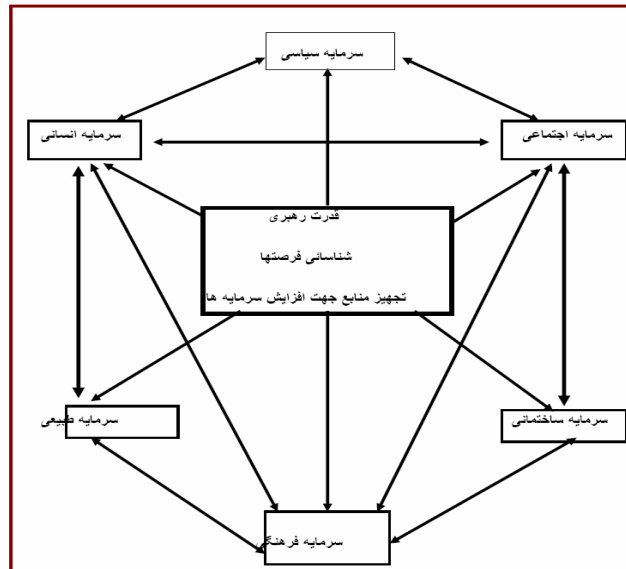 سرمایه سیاسی
سرمایه اجتماعی
سرمایه انسانی
قدرت رهبری
شناسائی فرصتها
تجهیز منابع جهت افزایش سرمایه ها
سرمایه ساختمانی
سرمایه طبیعی
سرمایه فرهنگی